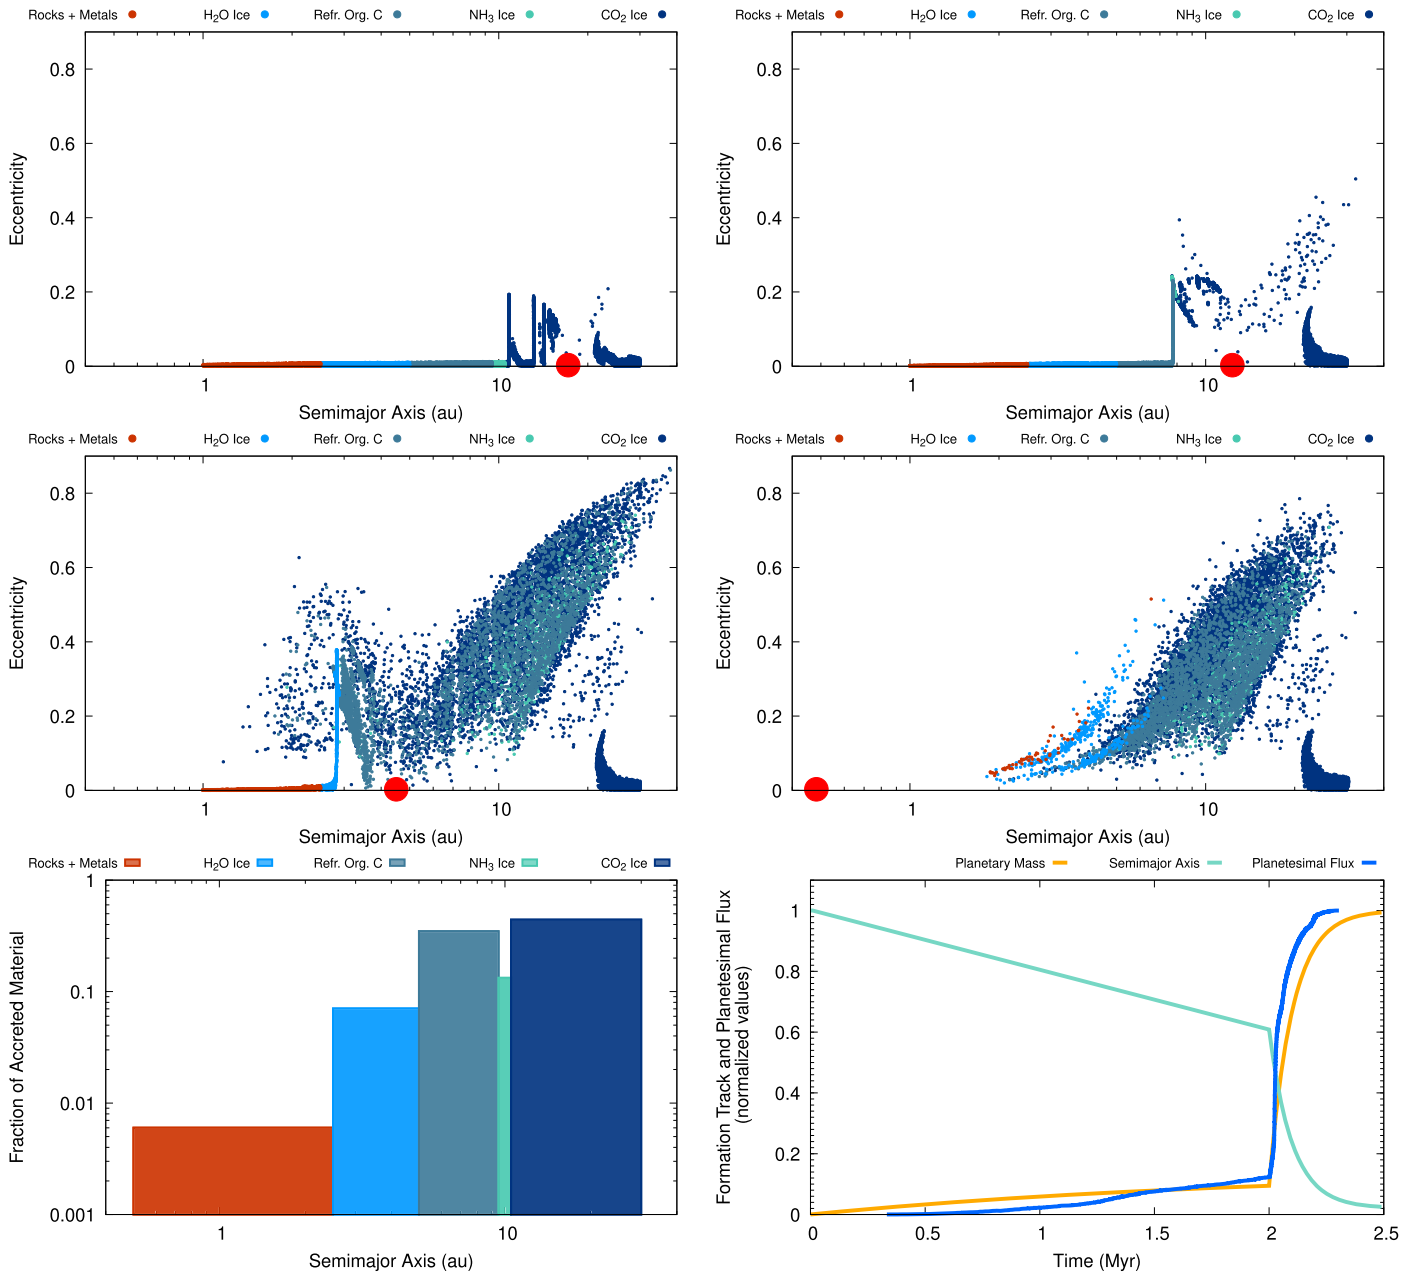 Rocks + Metals H₂O Ice Refr. Org. C NH₃ Ice CO₂ Ice
0.8
0.6
0.4
0.2
0
Eccentricity
1 10
Semimajor Axis (au)
Rocks + Metals H₂O Ice Refr. Org. C NH₃ Ice CO₂ Ice
0.8
0.6
0.4
0.2
0
Eccentricity
1 10
Semimajor Axis (au)
Rocks + Metals H₂O Ice Refr. Org. C NH₃ Ice CO₂ Ice
0.8
0.6
0.4
0.2
0
Eccentricity
1 10
Semimajor Axis (au)
Rocks + Metals H₂O Ice Refr. Org. C NH₃ Ice CO₂ Ice
0.8
0.6
0.4
0.2
0
Eccentricity
1 10
Semimajor Axis (au)
Rocks + Metals H₂O Ice Refr. Org. C NH₃ Ice CO₂ Ice
1
0.1
0.01
0.001
Fraction of Accreted Material
1 10
Semimajor Axis (au)
Planetary Mass Semimajor Axis Planetesimal Flux
1
0.8
0.6
0.4
0.2
0
Formation Track and Planetesimal Flux
(normalized values)
0 0.5 1 1.5 2 2.5
Time (Myr)